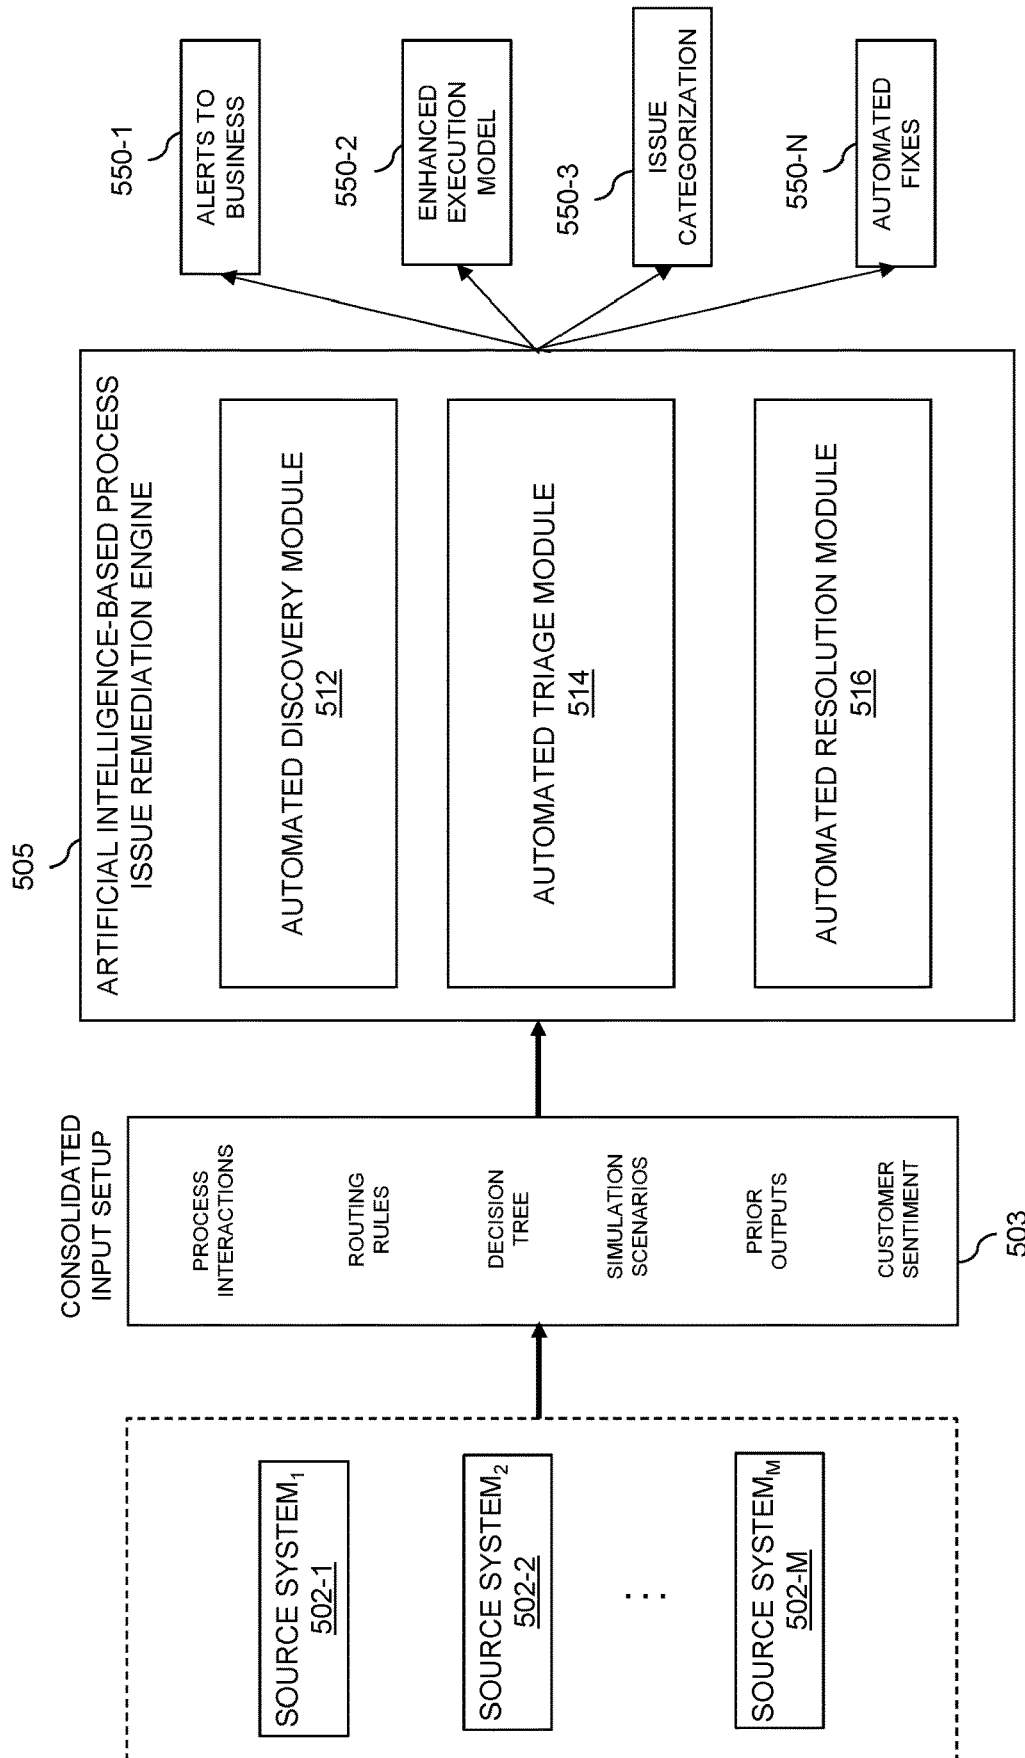 SOURCE SYSTEM1
502-1
SOURCE SYSTEM2
502-2
. . .
SOURCE SYSTEMM
502-M
CONSOLIDATED
INPUT SETUP
PROCESS
INTERACTIONS
ROUTING
RULES
DECISION
TREE
SIMULATION
SCENARIOS
PRIOR
OUTPUTS
CUSTOMER
SENTIMENT
503
505
ARTIFICIAL INTELLIGENCE-BASED PROCESS
ISSUE REMEDIATION ENGINE
AUTOMATED DISCOVERY MODULE
512
AUTOMATED TRIAGE MODULE
514
AUTOMATED RESOLUTION MODULE
516
550-1
ALERTS TO
BUSINESS
550-2
ENHANCED
EXECUTION
MODEL
550-3
ISSUE
CATEGORIZATION
550-N
AUTOMATED
FIXES